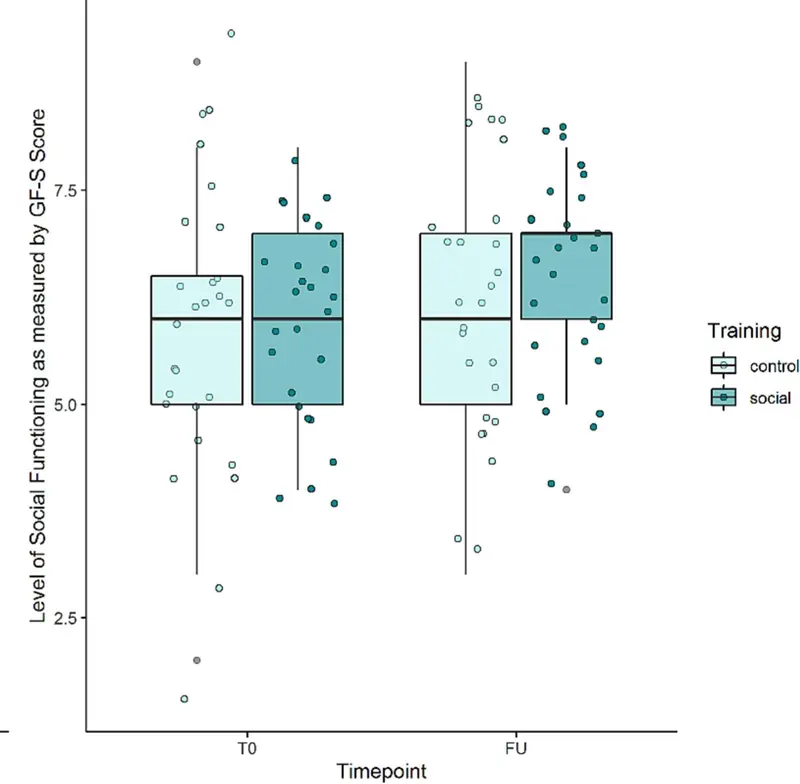 Level of Social Functioning as measured by GF-S Score
7.5
5.0
2.5
T0
FU
Timepoint
Training
control
social